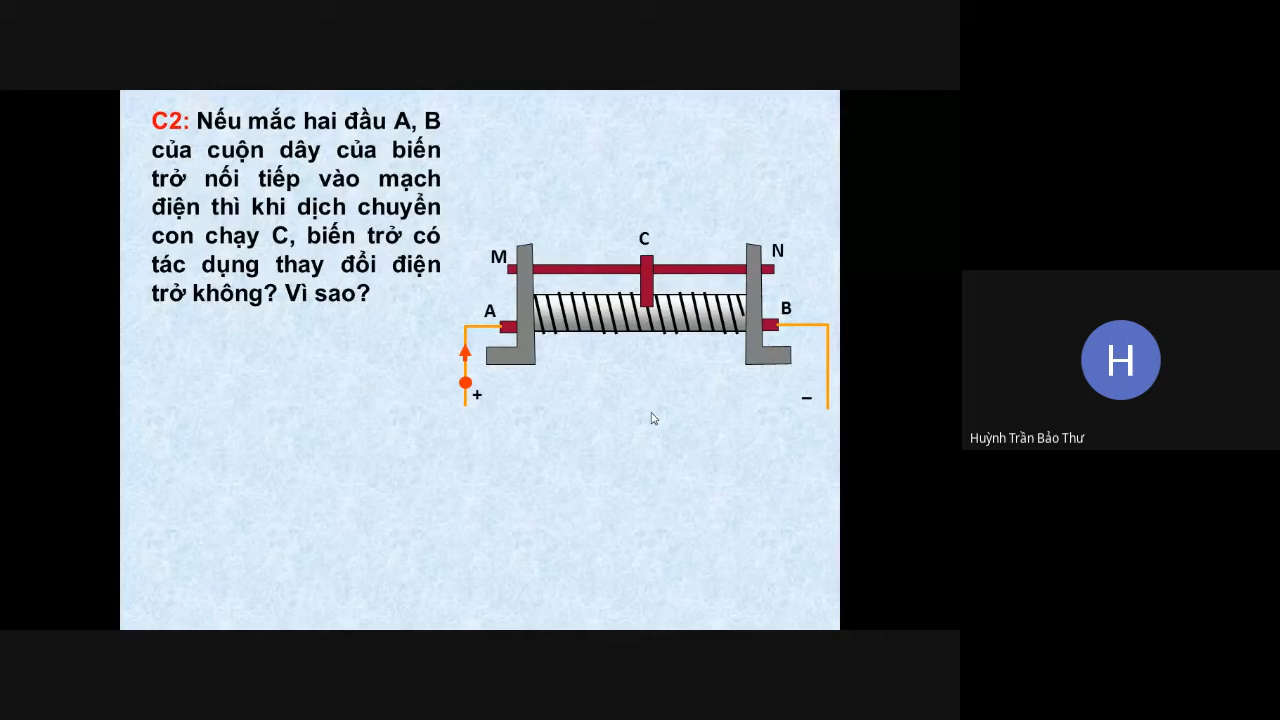 C2: Nếu mắc hai đầu A, B
của cuộn dây của biến
trở nối tiếp vào mạch
điện thì khi dịch chuyển
con chạy C, biến trở có
tác dụng thay đổi điện
trở không? Vì sao?
C
M
N
A
B
+
–
H
Huỳnh Trần Bảo Thư